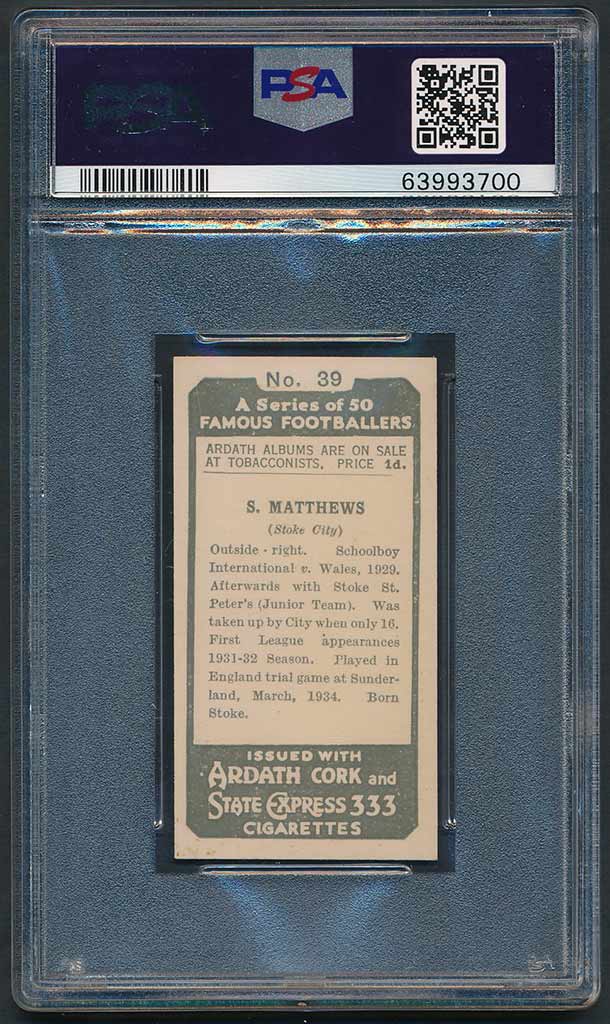 PSA
63993700
No. 39
A Series of 50
FAMOUS FOOTBALLERS
ARDATH ALBUMS ARE ON SALE
AT TOBACCONISTS, PRICE 1d.
S. MATTHEWS
(Stoke City)
Outside - right. Schoolboy
International v. Wales, 1929.
Afterwards with Stoke St.
Peter's (Junior Team). Was
taken up by City when only 16.
First League appearances
1931-32 Season. Played in
England trial game at Sunder-
land, March, 1934. Born
Stoke.
ISSUED WITH
ARDATH CORK and
STATE EXPRESS 333
CIGARETTES